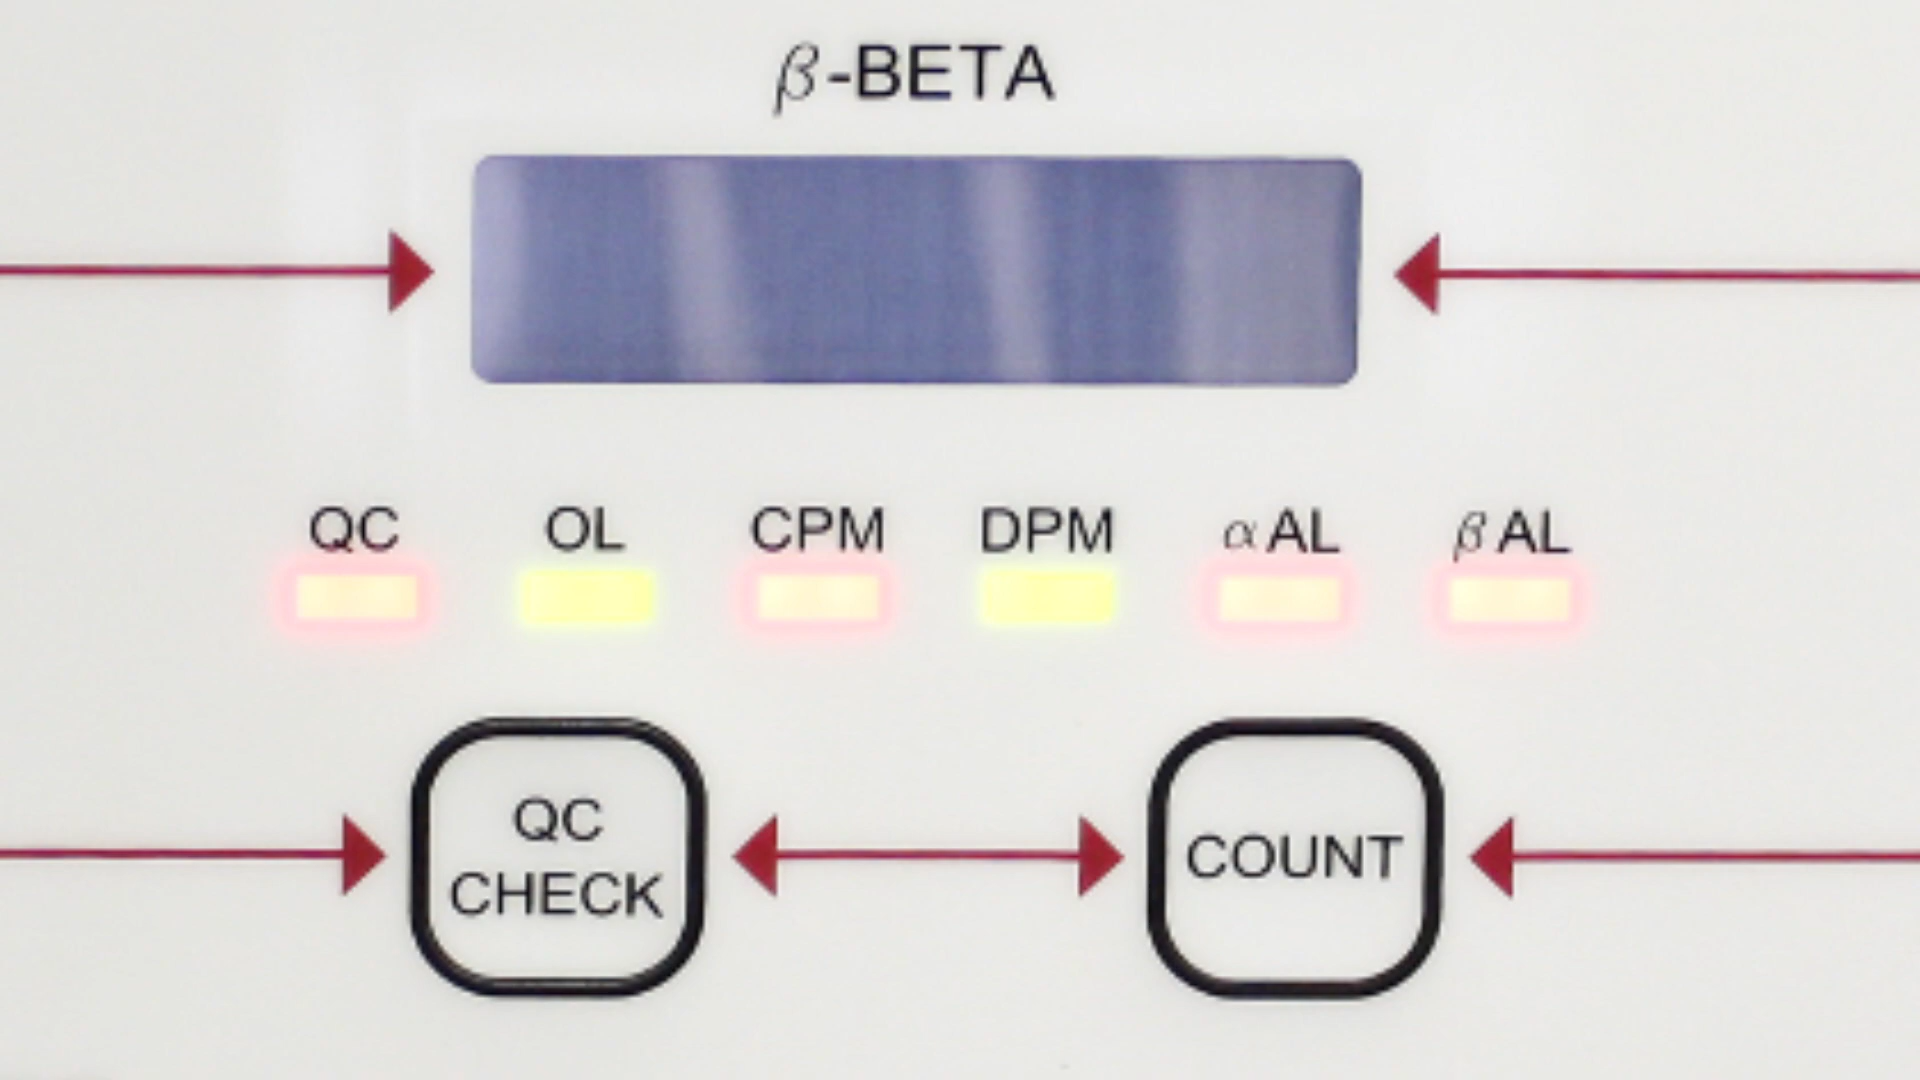 β-BETA
QC OL CPM DPM α AL β AL
QC
CHECK
COUNT